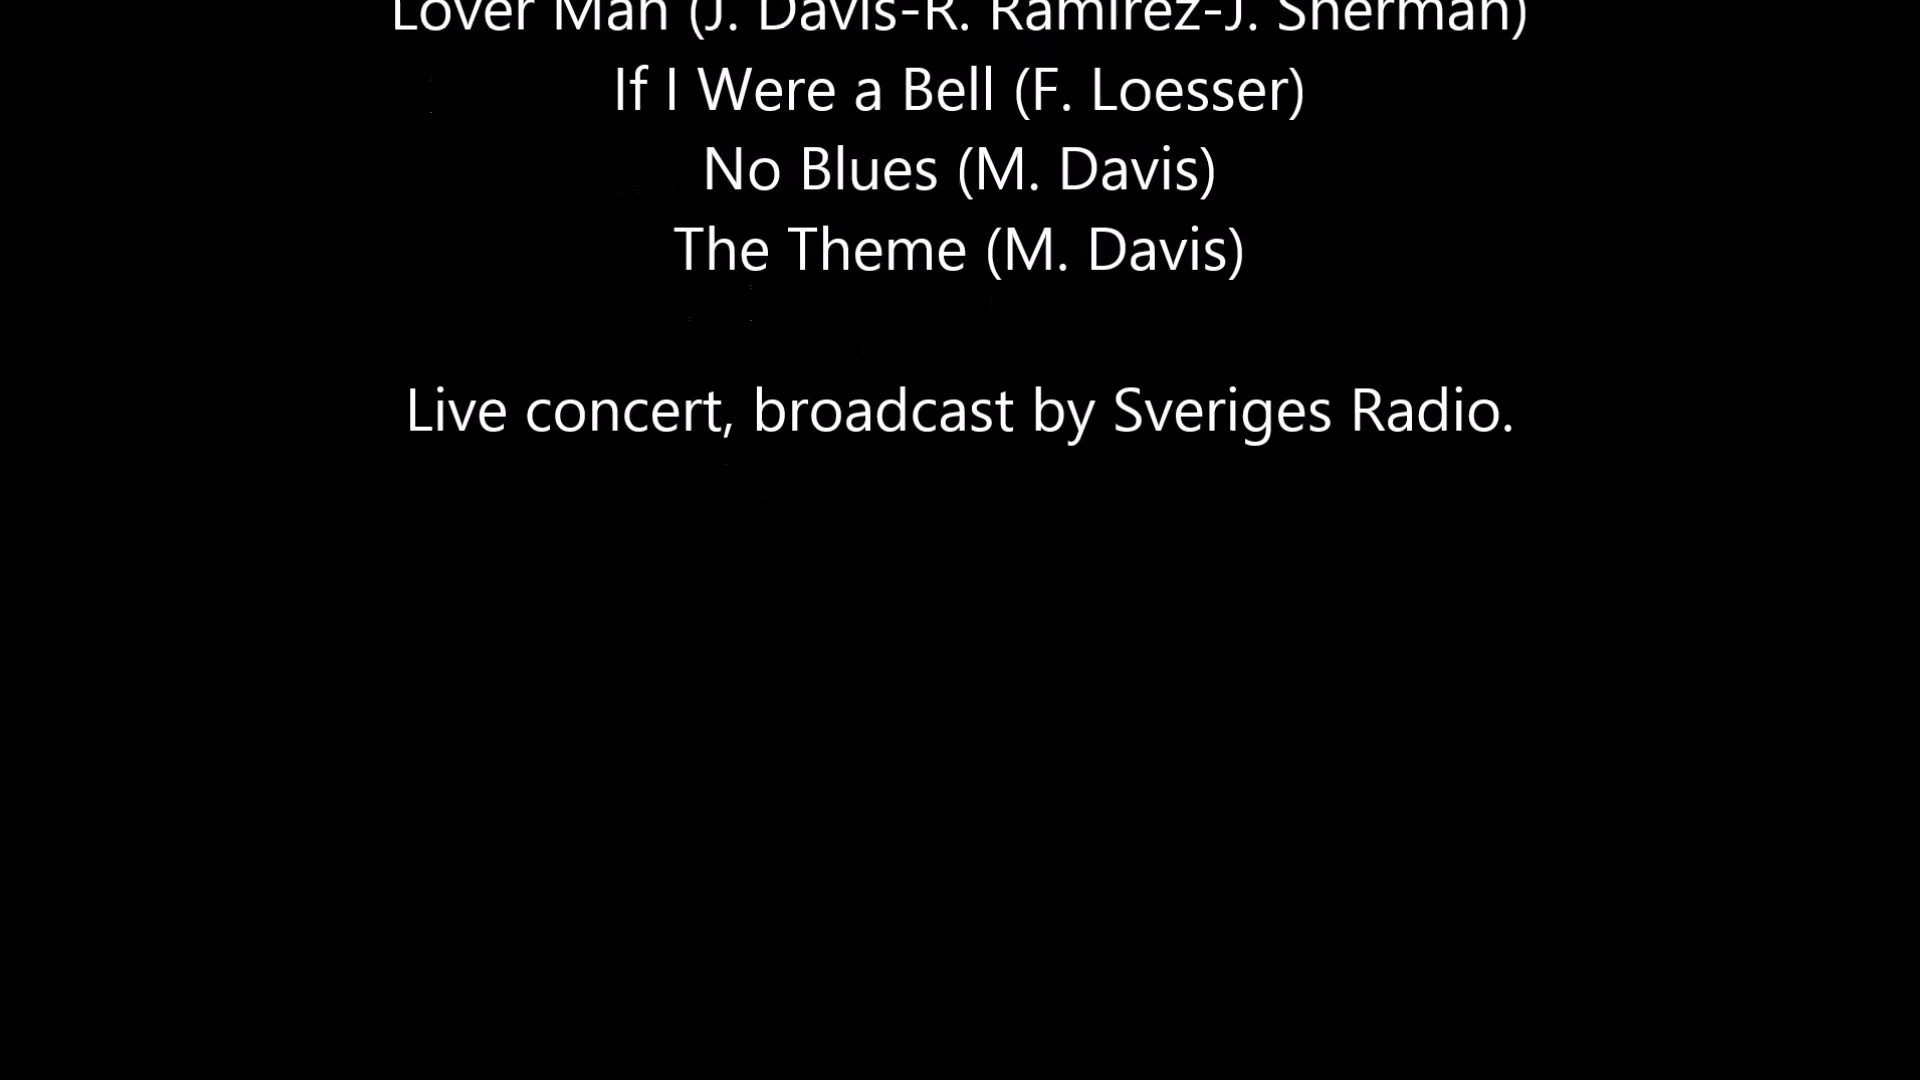 Lover Man (J. Davis-R. Ramirez-J. Sherman)
If I Were a Bell (F. Loesser)
No Blues (M. Davis)
The Theme (M. Davis)
Live concert, broadcast by Sveriges Radio.